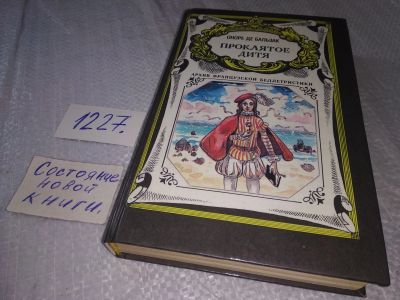 ОНОРЕ ДЕ БАЛЬЗАК
ПРОКЛЯТОЕ
ДИТЯ
АРХИВ ФРАНЦУЗСКОЙ БЕЛЛЕТРИСТИКИ
1227.
Состояние
новой
книги.